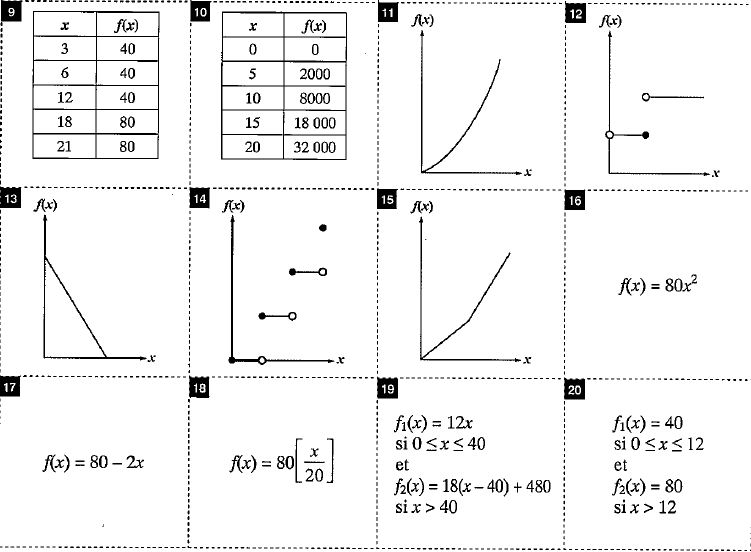 9
x f(x)
3 40
6 40
12 40
18 80
21 80
10
x f(x)
0 0
5 2000
10 8000
15 18 000
20 32 000
11
f(x)
x
12
f(x)
x
13
f(x)
x
14
f(x)
x
15
f(x)
x
16
f(x) = 80x²
17
f(x) = 80 – 2x
18
f(x) = 80[x/20]
19
f₁(x) = 12x
si 0 ≤ x ≤ 40
et
f₂(x) = 18(x – 40) + 480
si x > 40
20
f₁(x) = 40
si 0 ≤ x ≤ 12
et
f₂(x) = 80
si x > 12